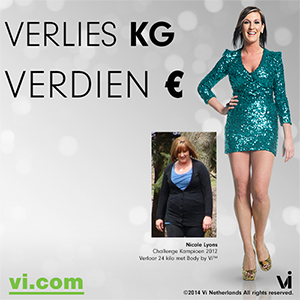 VERLIES KG
VERDIEN €
Nicole Lyons
Challenge Kampioen 2012
Verloor 24 kilo met Body by Vi™
vi.com
vi
©2014 Vi Netherlands All rights reserved.